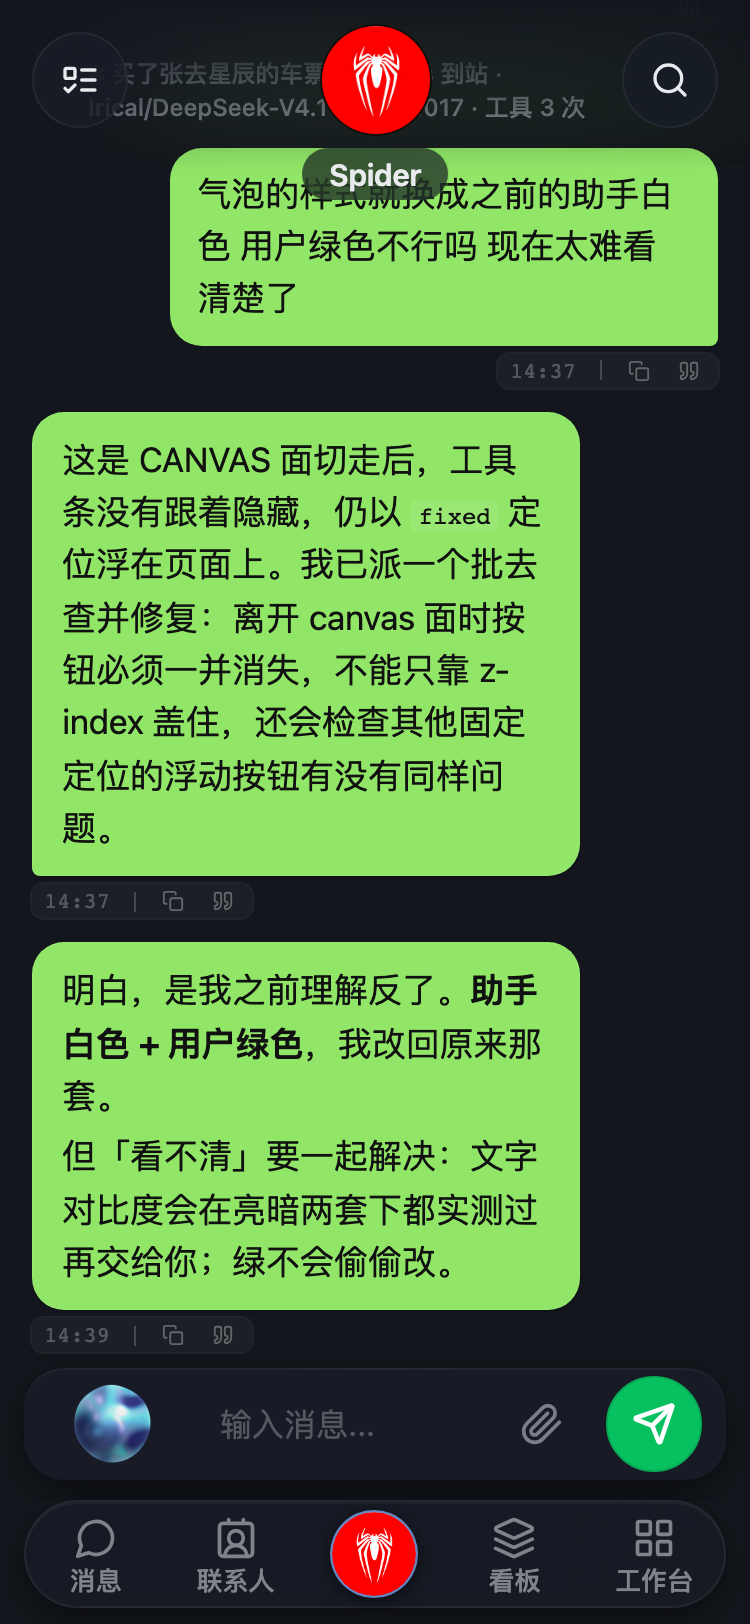 买了张去星辰的车票
到站 ·
lrical/DeepSeek-V4.1
017 · 工具 3 次
Spider
气泡的样式就换成之前的助手白
色 用户绿色不行吗 现在太难看
清楚了
14:37
这是 CANVAS 面切走后，工具
条没有跟着隐藏，仍以 fixed 定
位浮在页面上。我已派一个批去
查并修复：离开 canvas 面时按
钮必须一并消失，不能只靠 z-
index 盖住，还会检查其他固定
定位的浮动按钮有没有同样问
题。
14:37
明白，是我之前理解反了。助手
白色 + 用户绿色，我改回原来那
套。
但「看不清」要一起解决：文字
对比度会在亮暗两套下都实测过
再交给你；绿不会偷偷改。
14:39
输入消息...
消息
联系人
看板
工作台